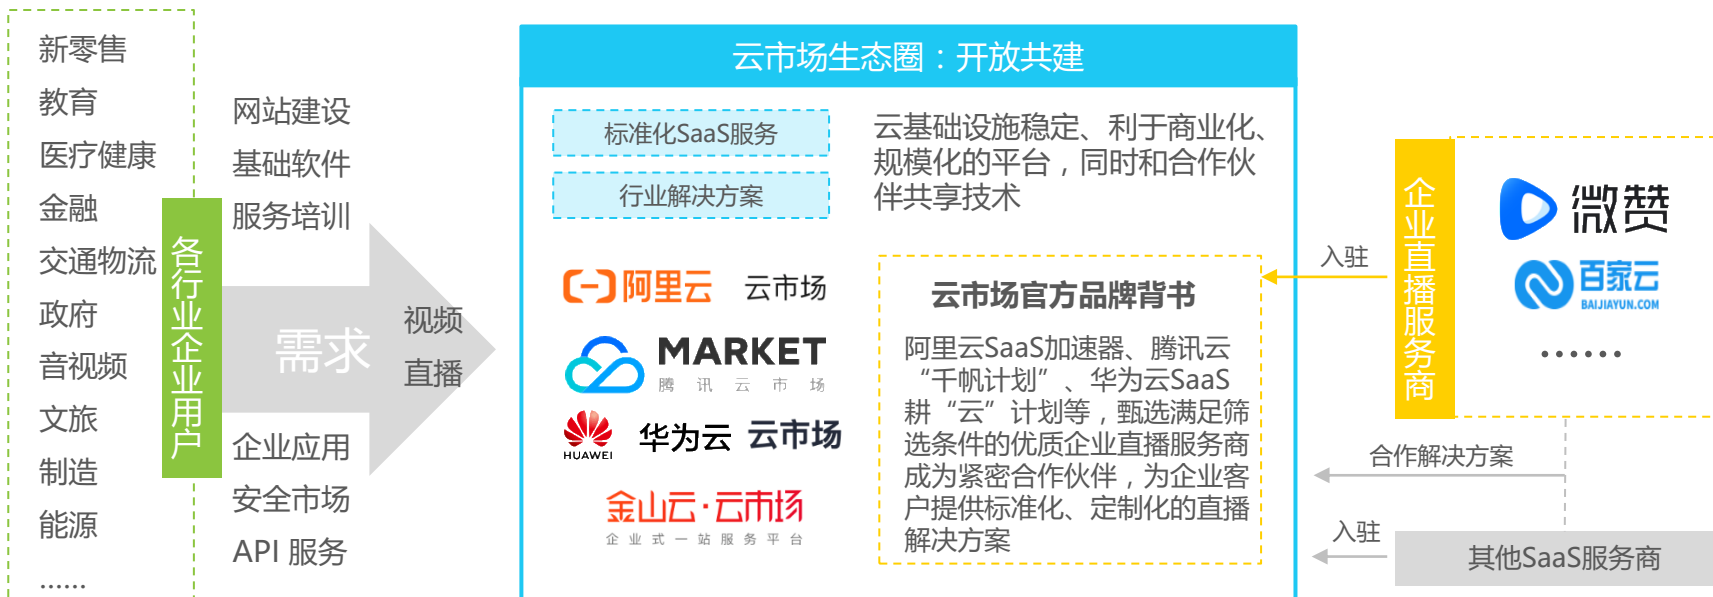 新零售
教育
医疗健康
金融
交通物流
政府
音视频
文旅
制造
能源
……
各行业企业用户
网站建设
基础软件
服务培训
需求
视频
直播
企业应用
安全市场
API 服务
云市场生态圈：开放共建
标准化SaaS服务
行业解决方案
云基础设施稳定、利于商业化、
规模化的平台，同时和合作伙
伴共享技术
阿里云 云市场
MARKET
腾讯云市场
HUAWEI
华为云 云市场
金山云·云市场
企业式一站服务平台
云市场官方品牌背书
阿里云SaaS加速器、腾讯云
“千帆计划”、华为云SaaS
耕“云”计划等，甄选满足筛
选条件的优质企业直播服务商
成为紧密合作伙伴，为企业客
户提供标准化、定制化的直播
解决方案
入驻
企业直播服务商
微赞
百家云
BAIJIAYUN.COM
……
合作解决方案
入驻
其他SaaS服务商